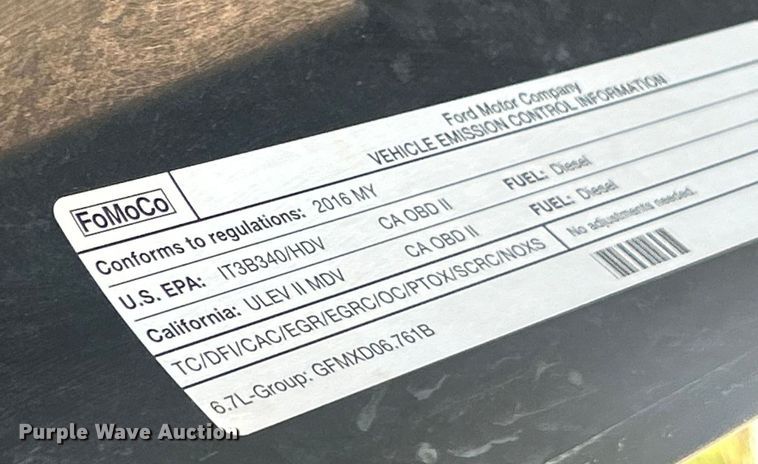 Ford Motor Company
VEHICLE EMISSION CONTROL INFORMATION
FoMoCo
Conforms to regulations: 2016 MY
U.S. EPA: IT3B340/HDV CA OBD II FUEL: Diesel
California: ULEV II MDV CA OBD II FUEL: Diesel
TC/DFI/CAC/EGR/EGRC/OC/PTOX/SCRC/NOXS No adjustments needed.
6.7L-Group: GFMXD06.761B
Purple Wave Auction